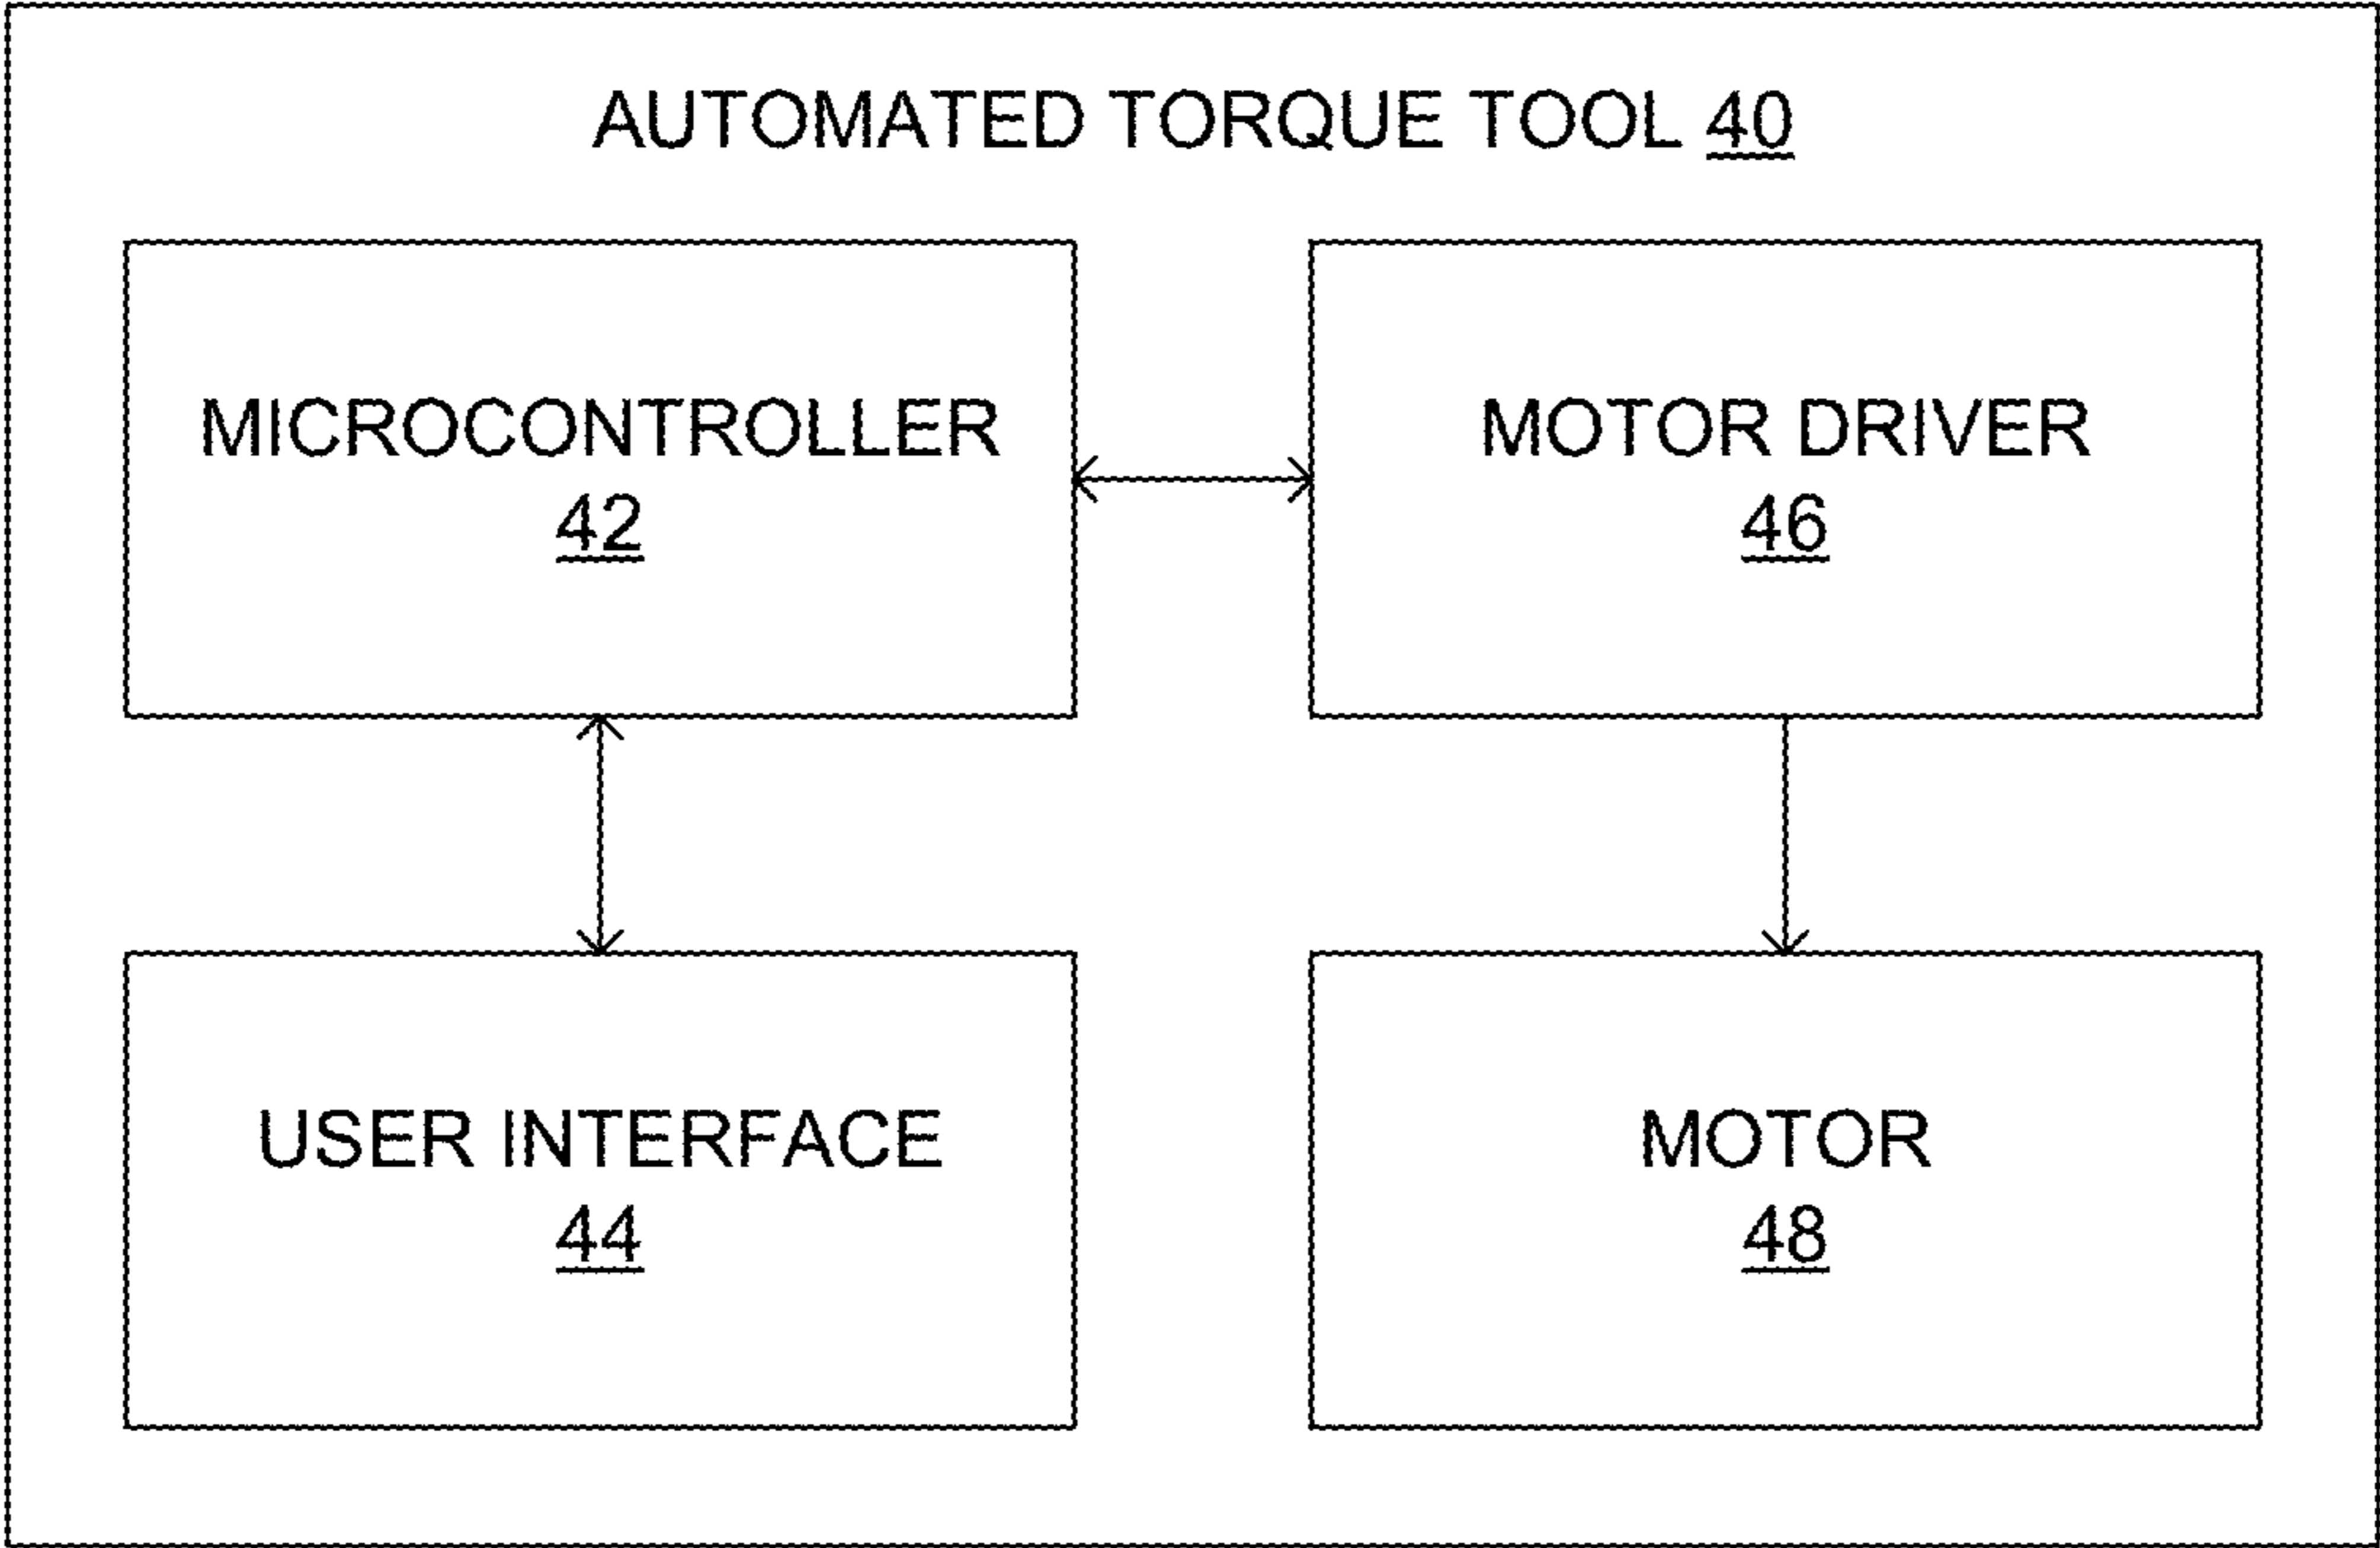 AUTOMATED TORQUE TOOL 40
MICROCONTROLLER
42
MOTOR DRIVER
46
USER INTERFACE
44
MOTOR
48